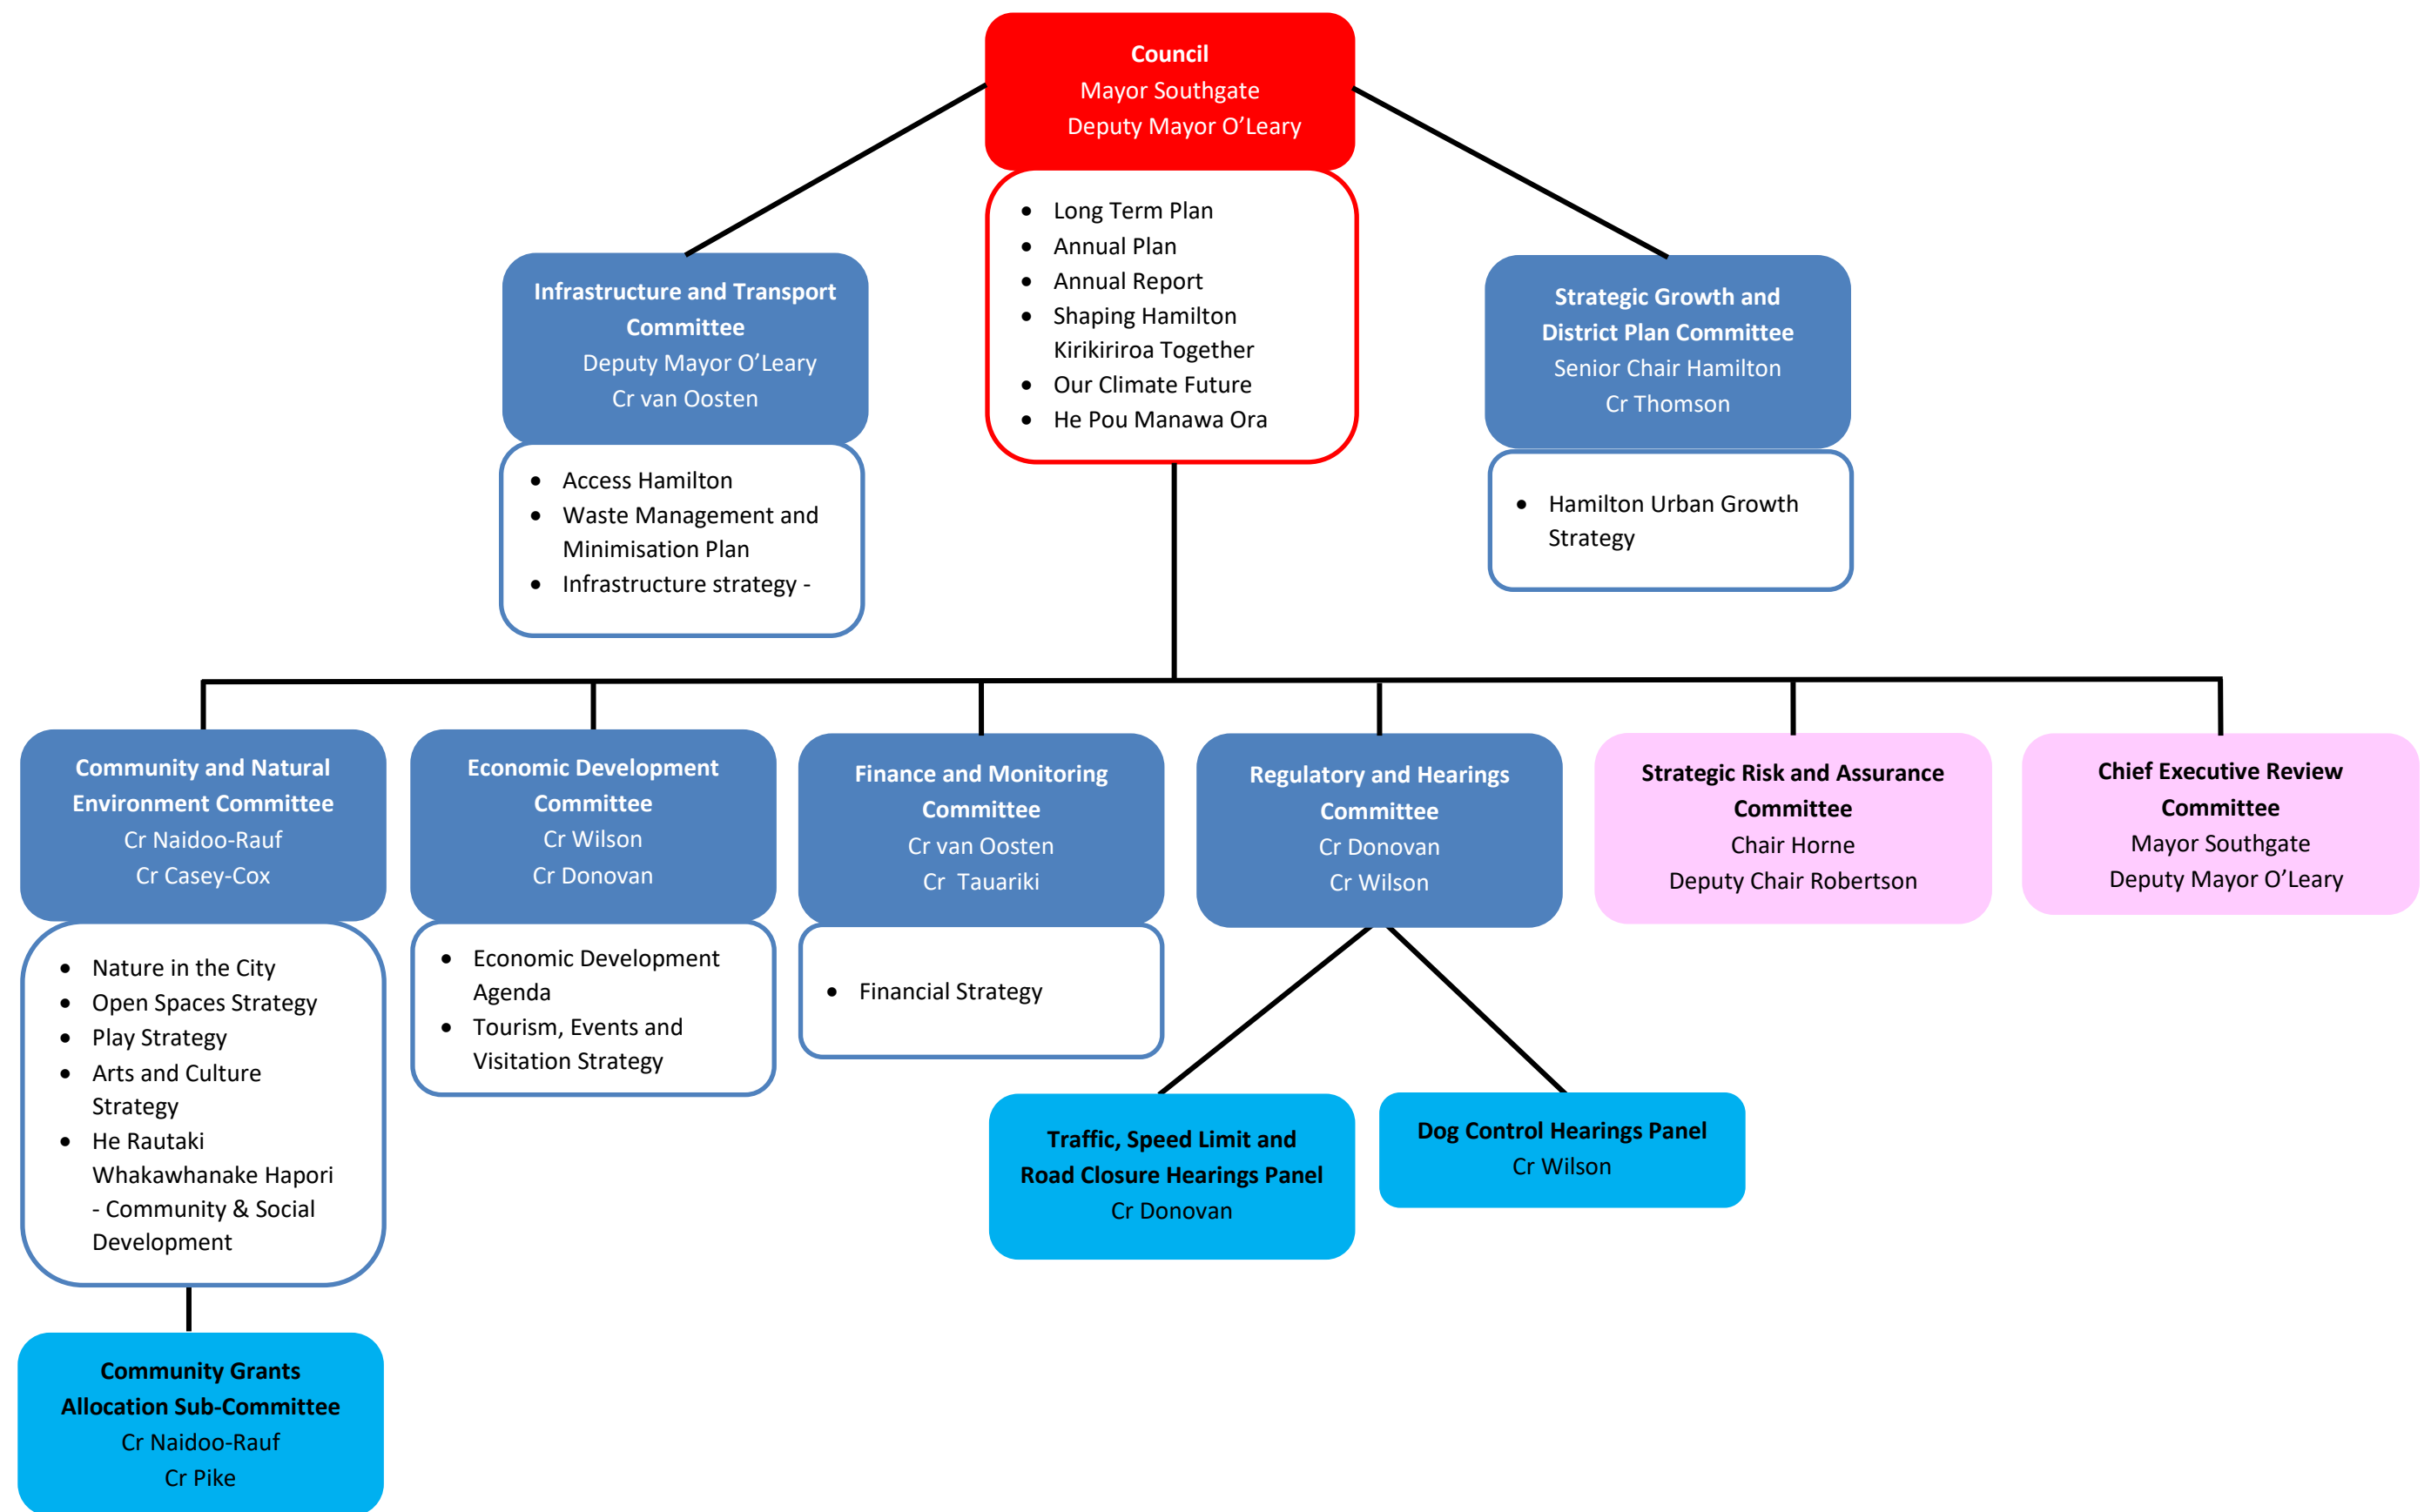 Council
Mayor Southgate
Deputy Mayor O’Leary
• Long Term Plan
• Annual Plan
• Annual Report
• Shaping Hamilton
Kirikiriroa Together
• Our Climate Future
• He Pou Manawa Ora
Infrastructure and Transport
Committee
Deputy Mayor O’Leary
Cr van Oosten
• Access Hamilton
• Waste Management and
Minimisation Plan
• Infrastructure strategy -
Strategic Growth and
District Plan Committee
Senior Chair Hamilton
Cr Thomson
• Hamilton Urban Growth
Strategy
Community and Natural
Environment Committee
Cr Naidoo-Rauf
Cr Casey-Cox
• Nature in the City
• Open Spaces Strategy
• Play Strategy
• Arts and Culture
Strategy
• He Rautaki
Whakawhanake Hapori
- Community & Social
Development
Community Grants
Allocation Sub-Committee
Cr Naidoo-Rauf
Cr Pike
Economic Development
Committee
Cr Wilson
Cr Donovan
• Economic Development
Agenda
• Tourism, Events and
Visitation Strategy
Finance and Monitoring
Committee
Cr van Oosten
Cr  Tauariki
• Financial Strategy
Regulatory and Hearings
Committee
Cr Donovan
Cr Wilson
Traffic, Speed Limit and
Road Closure Hearings Panel
Cr Donovan
Dog Control Hearings Panel
Cr Wilson
Strategic Risk and Assurance
Committee
Chair Horne
Deputy Chair Robertson
Chief Executive Review
Committee
Mayor Southgate
Deputy Mayor O’Leary